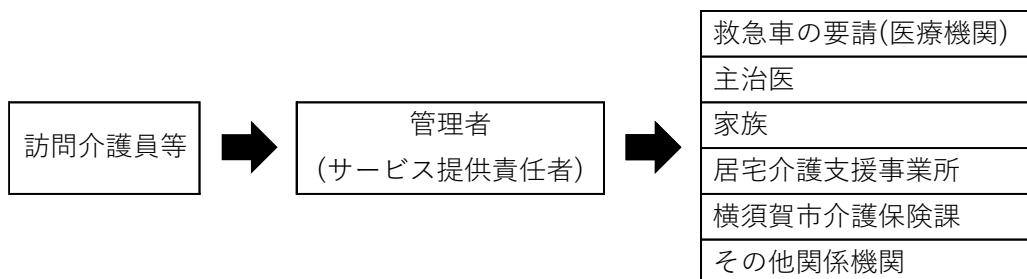 訪問介護員等
管理者
(サービス提供責任者)
救急車の要請(医療機関)
主治医
家族
居宅介護支援事業所
横須賀市介護保険課
その他関係機関